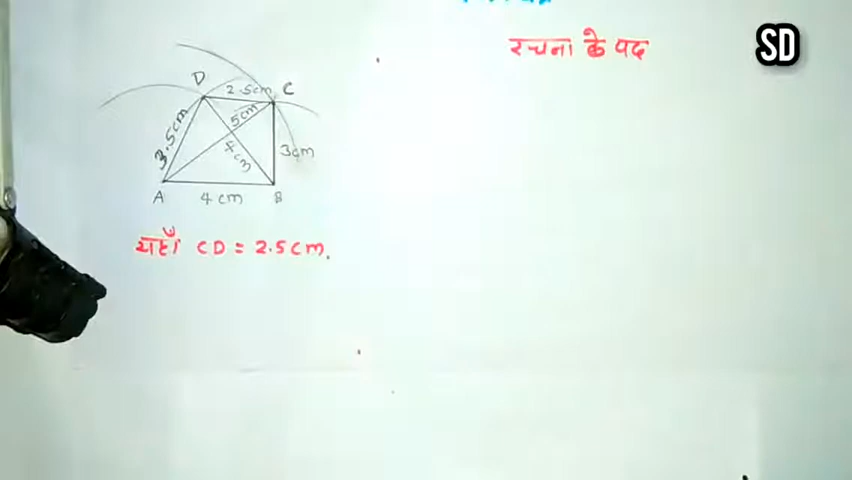 रचना के पद
SD
D
2.5cm
C
3.5cm
5cm
4cm
3cm
A
4 cm
B
यहाँ CD = 2.5cm.